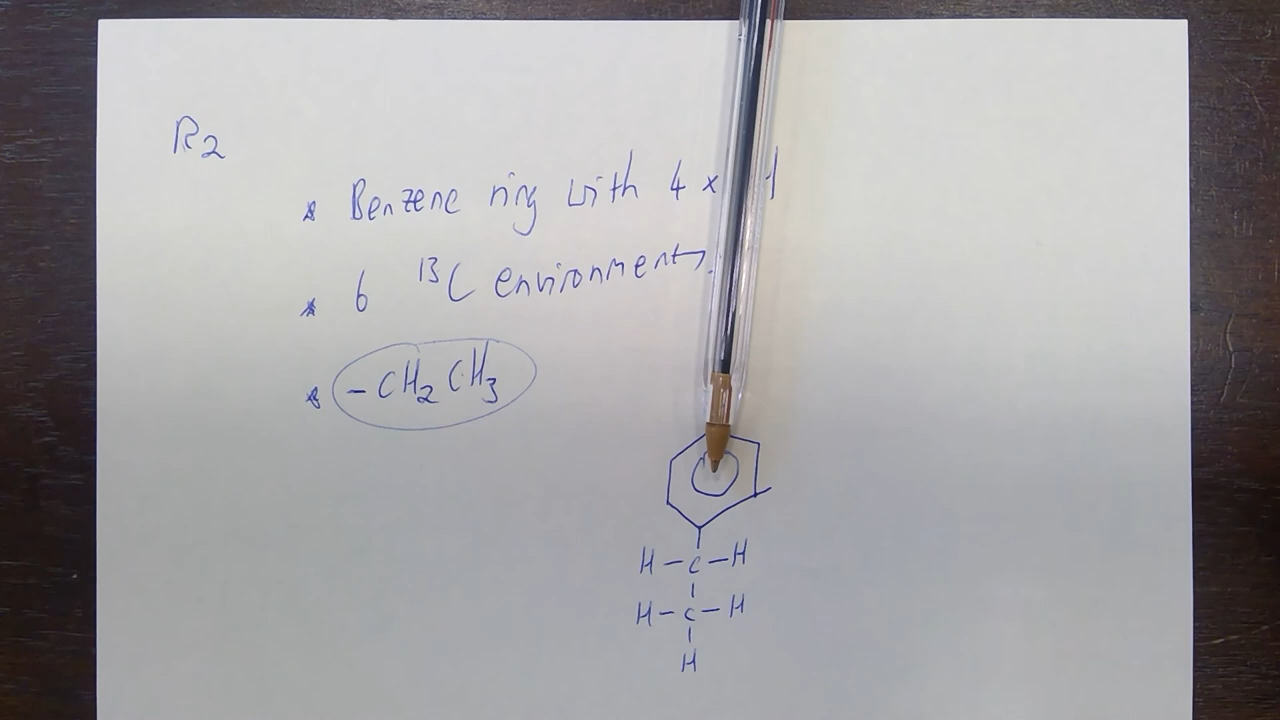 R2
* Benzene ring with 4 x
* 6 13C environments
* -CH2CH3
H-C-H
H-C-H
H